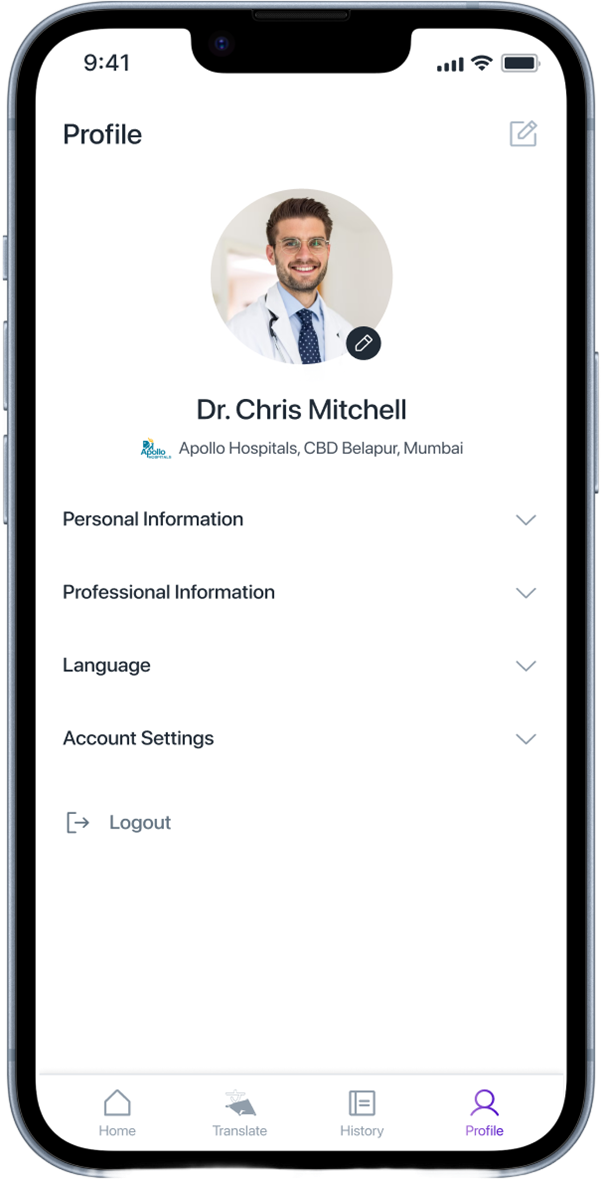 9:41
Profile
Dr. Chris Mitchell
Apollo
HOSPITALS
Apollo Hospitals, CBD Belapur, Mumbai
Personal Information
Professional Information
Language
Account Settings
Logout
Home
Translate
History
Profile